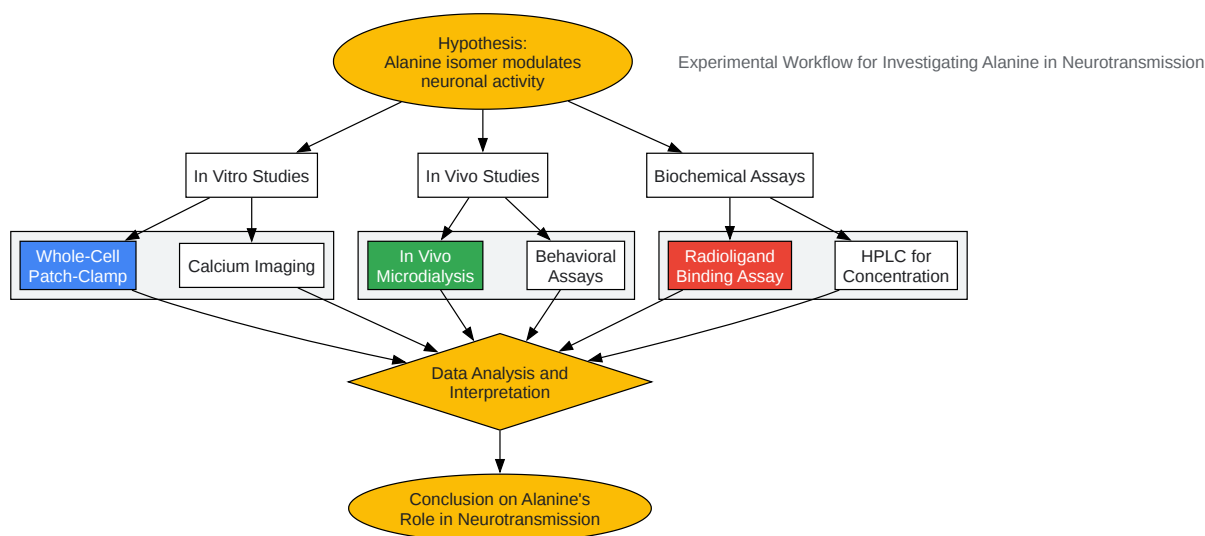 Hypothesis:
Alanine isomer modulates
neuronal activity
Experimental Workflow for Investigating Alanine in Neurotransmission
In Vitro Studies
In Vivo Studies
Biochemical Assays
Whole-Cell
Patch-Clamp
Calcium Imaging
In Vivo
Microdialysis
Behavioral
Assays
Radioligand
Binding Assay
HPLC for
Concentration
Data Analysis and
Interpretation
Conclusion on Alanine's
Role in Neurotransmission